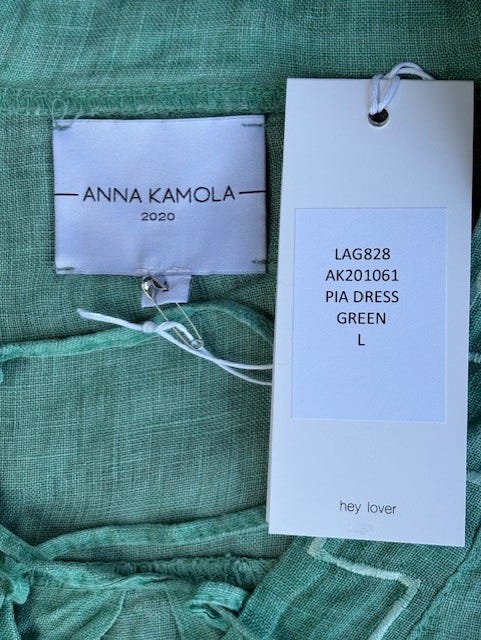 ANNA KAMOLA
2020
LAG828
AK201061
PIA DRESS
GREEN
L
hey lover